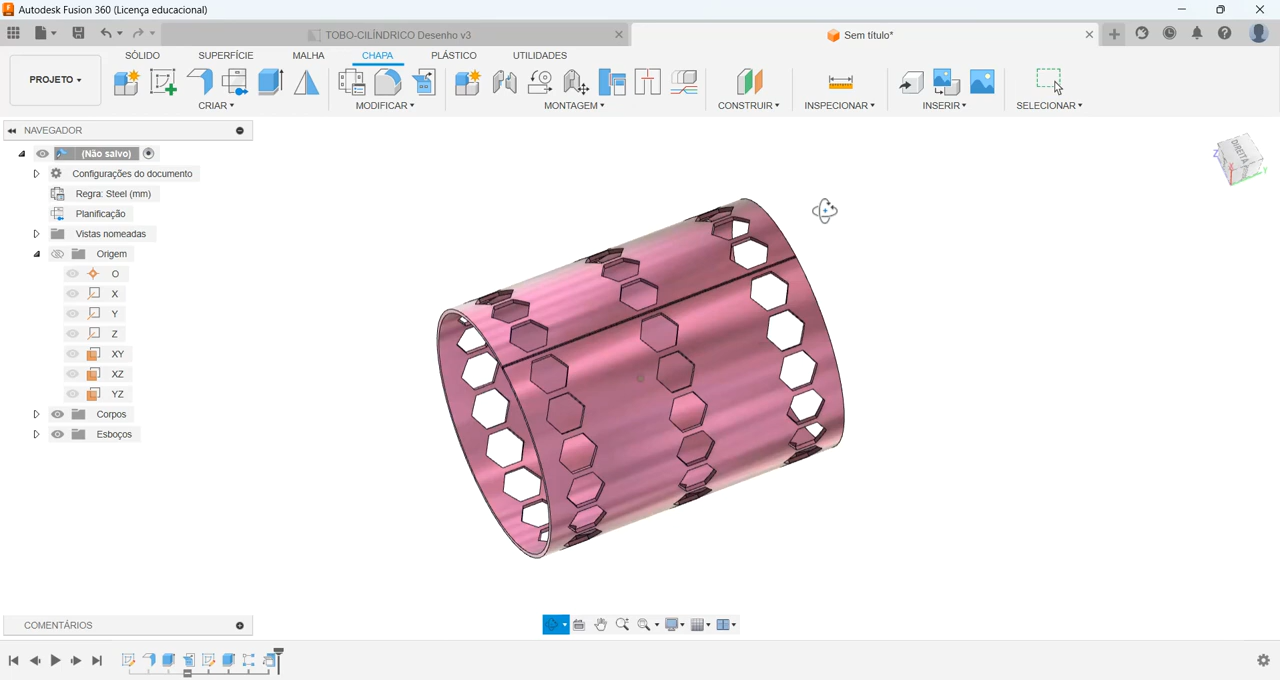 Autodesk Fusion 360 (Licença educacional)
TOBO-CILÍNDRICO Desenho v3
Sem título*
SÓLIDO SUPERFÍCIE MALHA CHAPA PLÁSTICO UTILIDADES
PROJETO
CRIAR MODIFICAR MONTAGEM CONSTRUIR INSPECIONAR INSERIR SELECIONAR
NAVEGADOR
(Não salvo)
Configurações do documento
Regra: Steel (mm)
Planificação
Vistas nomeadas
Origem
O
X
Y
Z
XY
XZ
YZ
Corpos
Esboços
DIREITA
Z
X
Y
COMENTÁRIOS